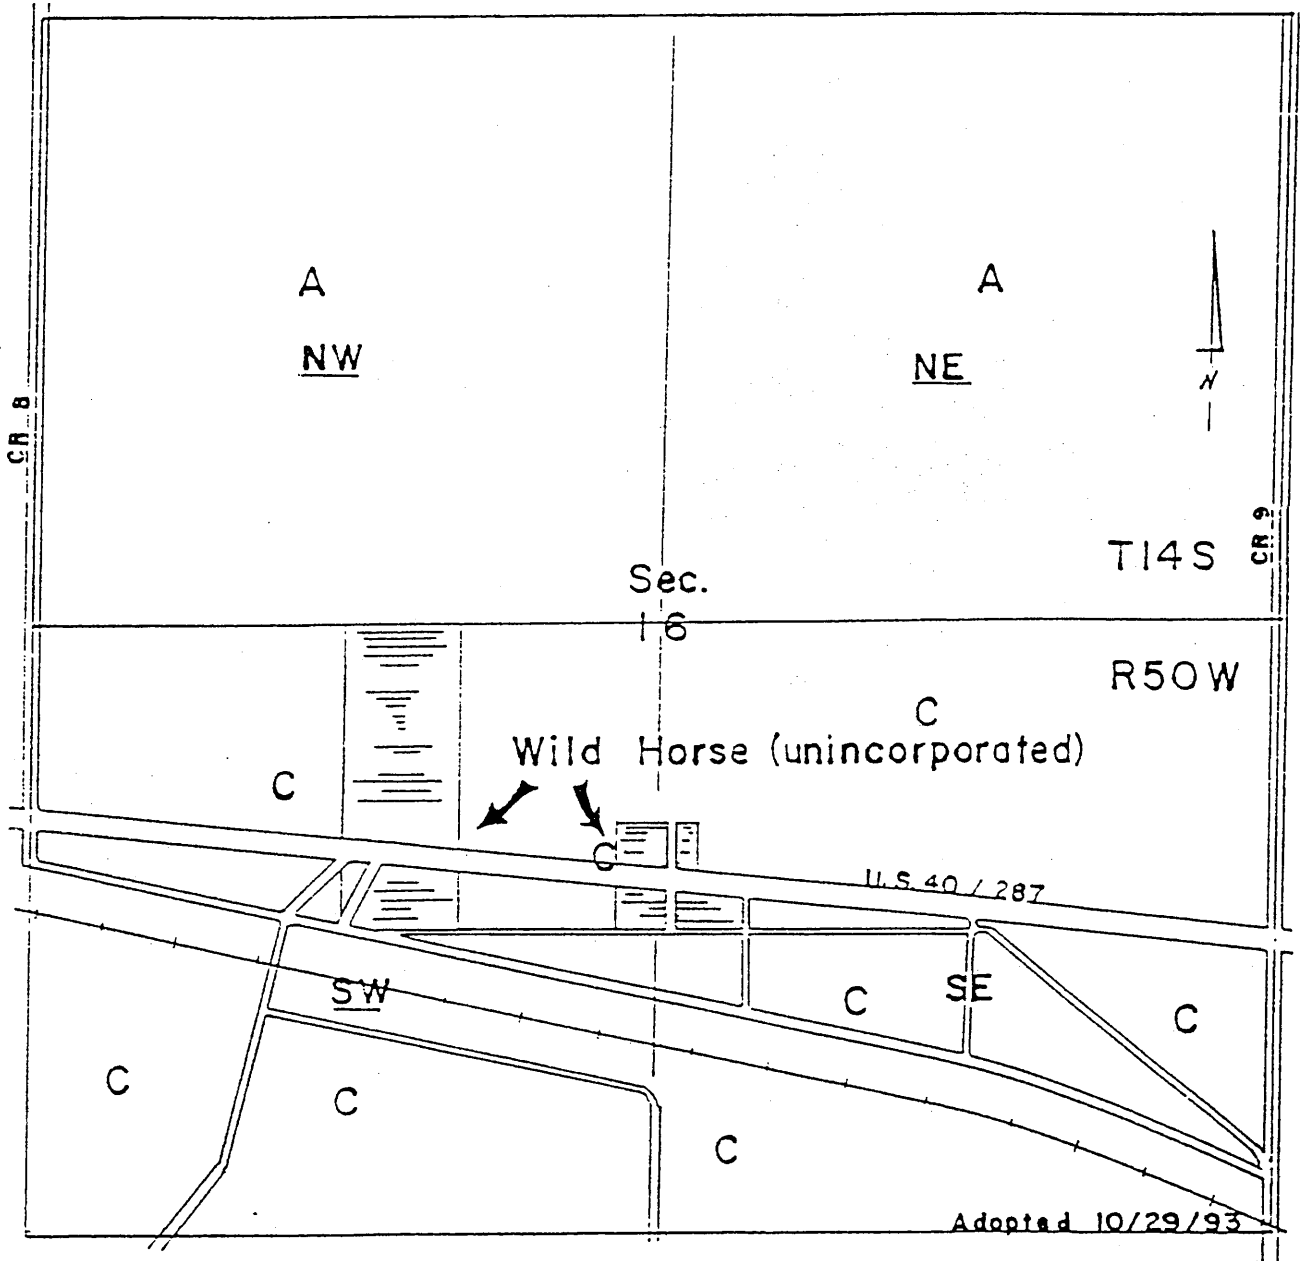 A
A
NW
NE
N
CR 8
CR 9
T14S
Sec.
16
R50W
C
Wild Horse (unincorporated)
C
C
U.S. 40 / 287
SW
SE
C
C
C
C
C
Adopted 10/29/93